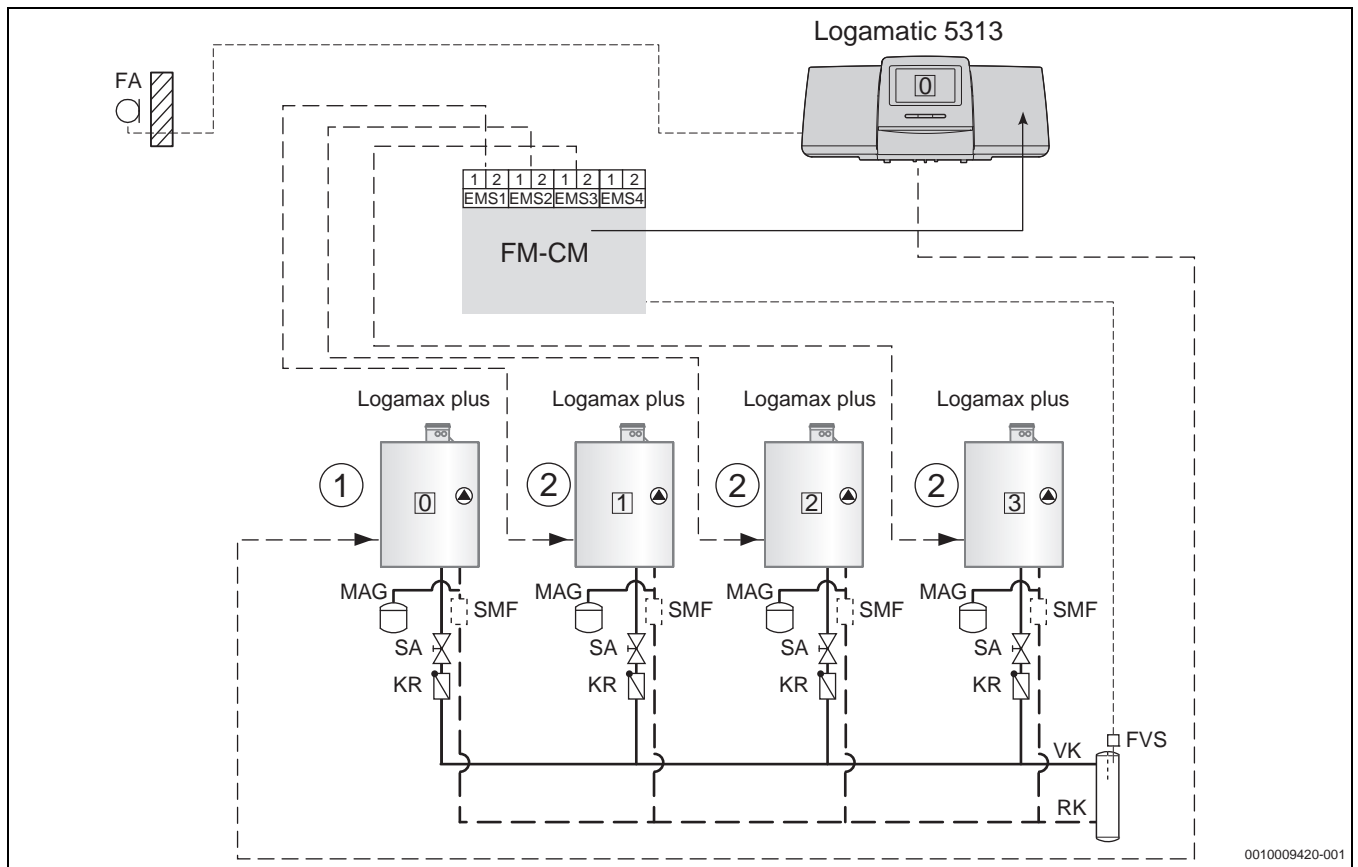 Logamatic 5313
0
FA
1 2 1 2 1 2 1 2
EMS1 EMS2 EMS3 EMS4
FM-CM
Logamax plus Logamax plus Logamax plus Logamax plus
1 2 2 2
0 1 2 3
MAG SMF MAG SMF MAG SMF MAG SMF
SA SA SA SA
KR KR KR KR
FVS
VK
RK
0010009420-001